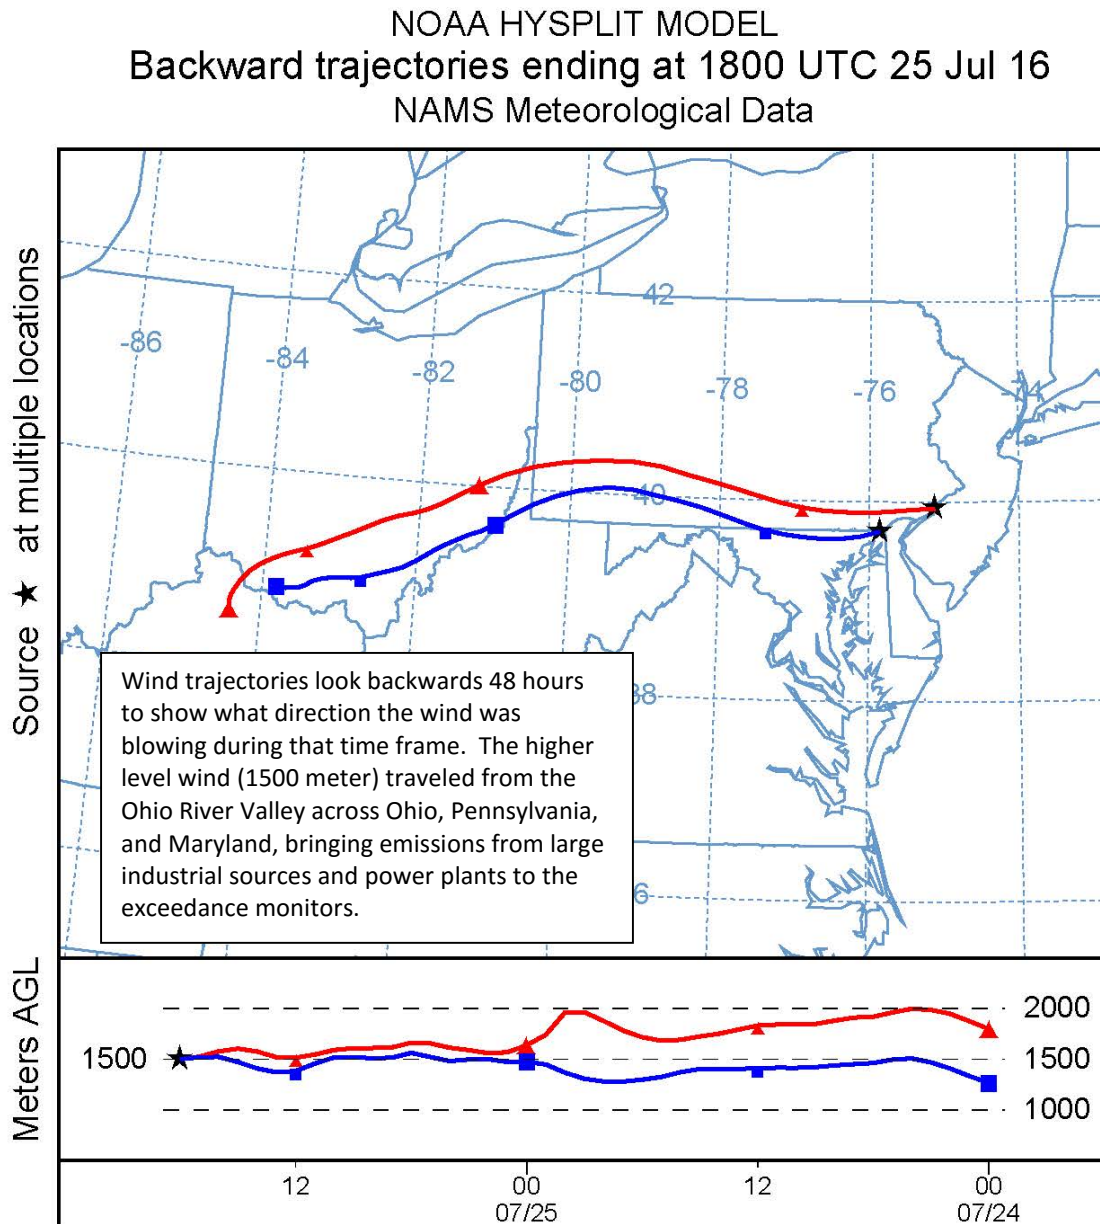 NOAA HYSPLIT MODEL
Backward trajectories ending at 1800 UTC 25 Jul 16
NAMS Meteorological Data
Source ★ at multiple locations
42
-86
-84
-82
-80
-78
-76
-74
40
38
6
Wind trajectories look backwards 48 hours
to show what direction the wind was
blowing during that time frame. The higher
level wind (1500 meter) traveled from the
Ohio River Valley across Ohio, Pennsylvania,
and Maryland, bringing emissions from large
industrial sources and power plants to the
exceedance monitors.
Meters AGL
2000
1500
1500
1000
12
00
12
00
07/25
07/24